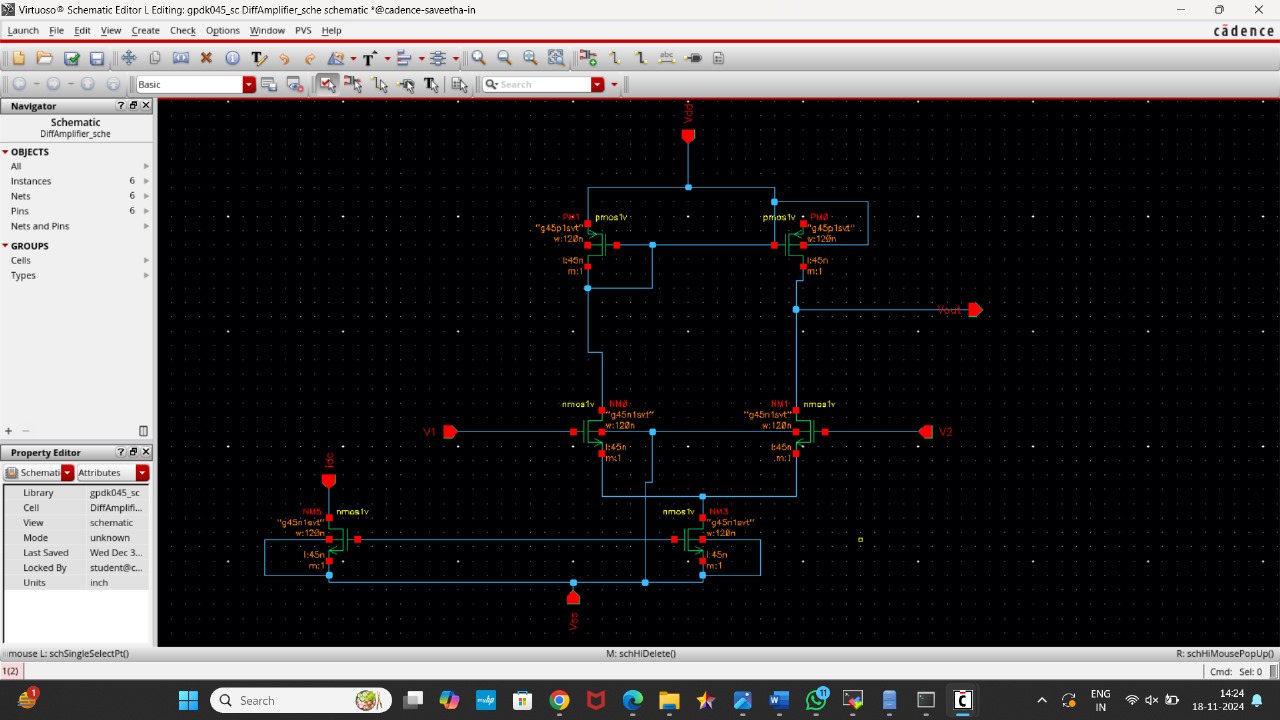 Virtuoso® Schematic Editor L Editing: gpdk045_sc DiffAmplifier_sche schematic *@cadence-saveetha-in
Launch File Edit View Create Check Options Window PVS Help
cādence
Basic
Search
Navigator
Schematic
DiffAmplifier_sche
OBJECTS
All
Instances 6
Nets 6
Pins 6
Nets and Pins
GROUPS
Cells
Types
Property Editor
Schemati Attributes
Library gpdk045_sc
Cell DiffAmplifi...
View schematic
Mode unknown
Last Saved Wed Dec 3...
Locked By student@c...
Units inch
Vdd
PM1 pmos1v
"g45p1svt"
w:120n
l:45n
m:1
pmos1v PM0
"g45p1svt"
w:120n
l:45n
m:1
Vout
nmos1v NM0
"g45n1svt"
w:120n
l:45n
m:1
NM1 nmos1v
"g45n1svt"
w:120n
l:45n
m:1
V1
V2
idc
NM5 nmos1v
"g45n1svt"
w:120n
l:45n
m:1
nmos1v NM3
"g45n1svt"
w:120n
l:45n
m:1
Vss
mouse L: schSingleSelectPt() M: schHiDelete() R: schHiMousePopUp()
1(2) Cmd: Sel: 0
1
Search
11
ENG
IN
14:24
18-11-2024